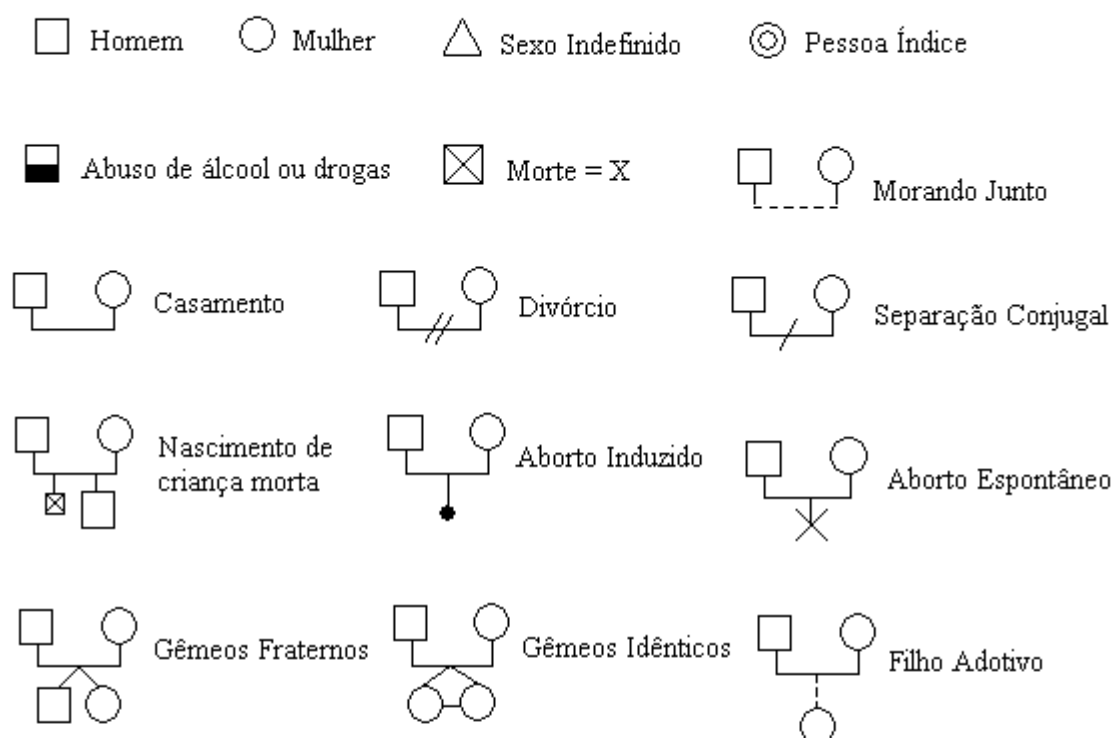 Homem
Mulher
Sexo Indefinido
Pessoa Índice
Abuso de álcool ou drogas
Morte = X
Morando Junto
Casamento
Divórcio
Separação Conjugal
Nascimento de
criança morta
Aborto Induzido
Aborto Espontâneo
Gêmeos Fraternos
Gêmeos Idênticos
Filho Adotivo